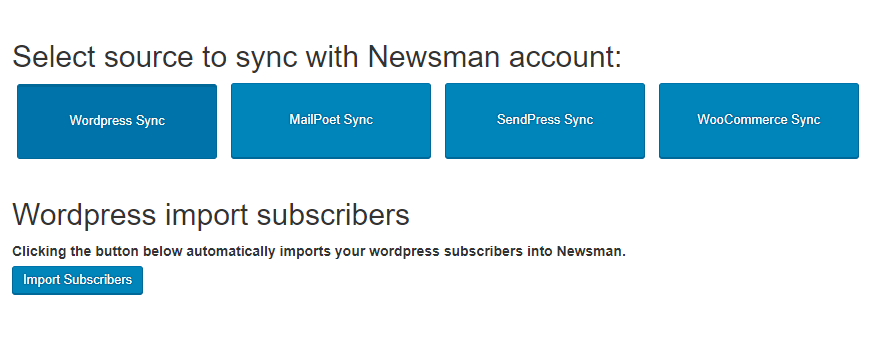 Select source to sync with Newsman account:
Wordpress Sync
MailPoet Sync
SendPress Sync
WooCommerce Sync
Wordpress import subscribers
Clicking the button below automatically imports your wordpress subscribers into Newsman.
Import Subscribers